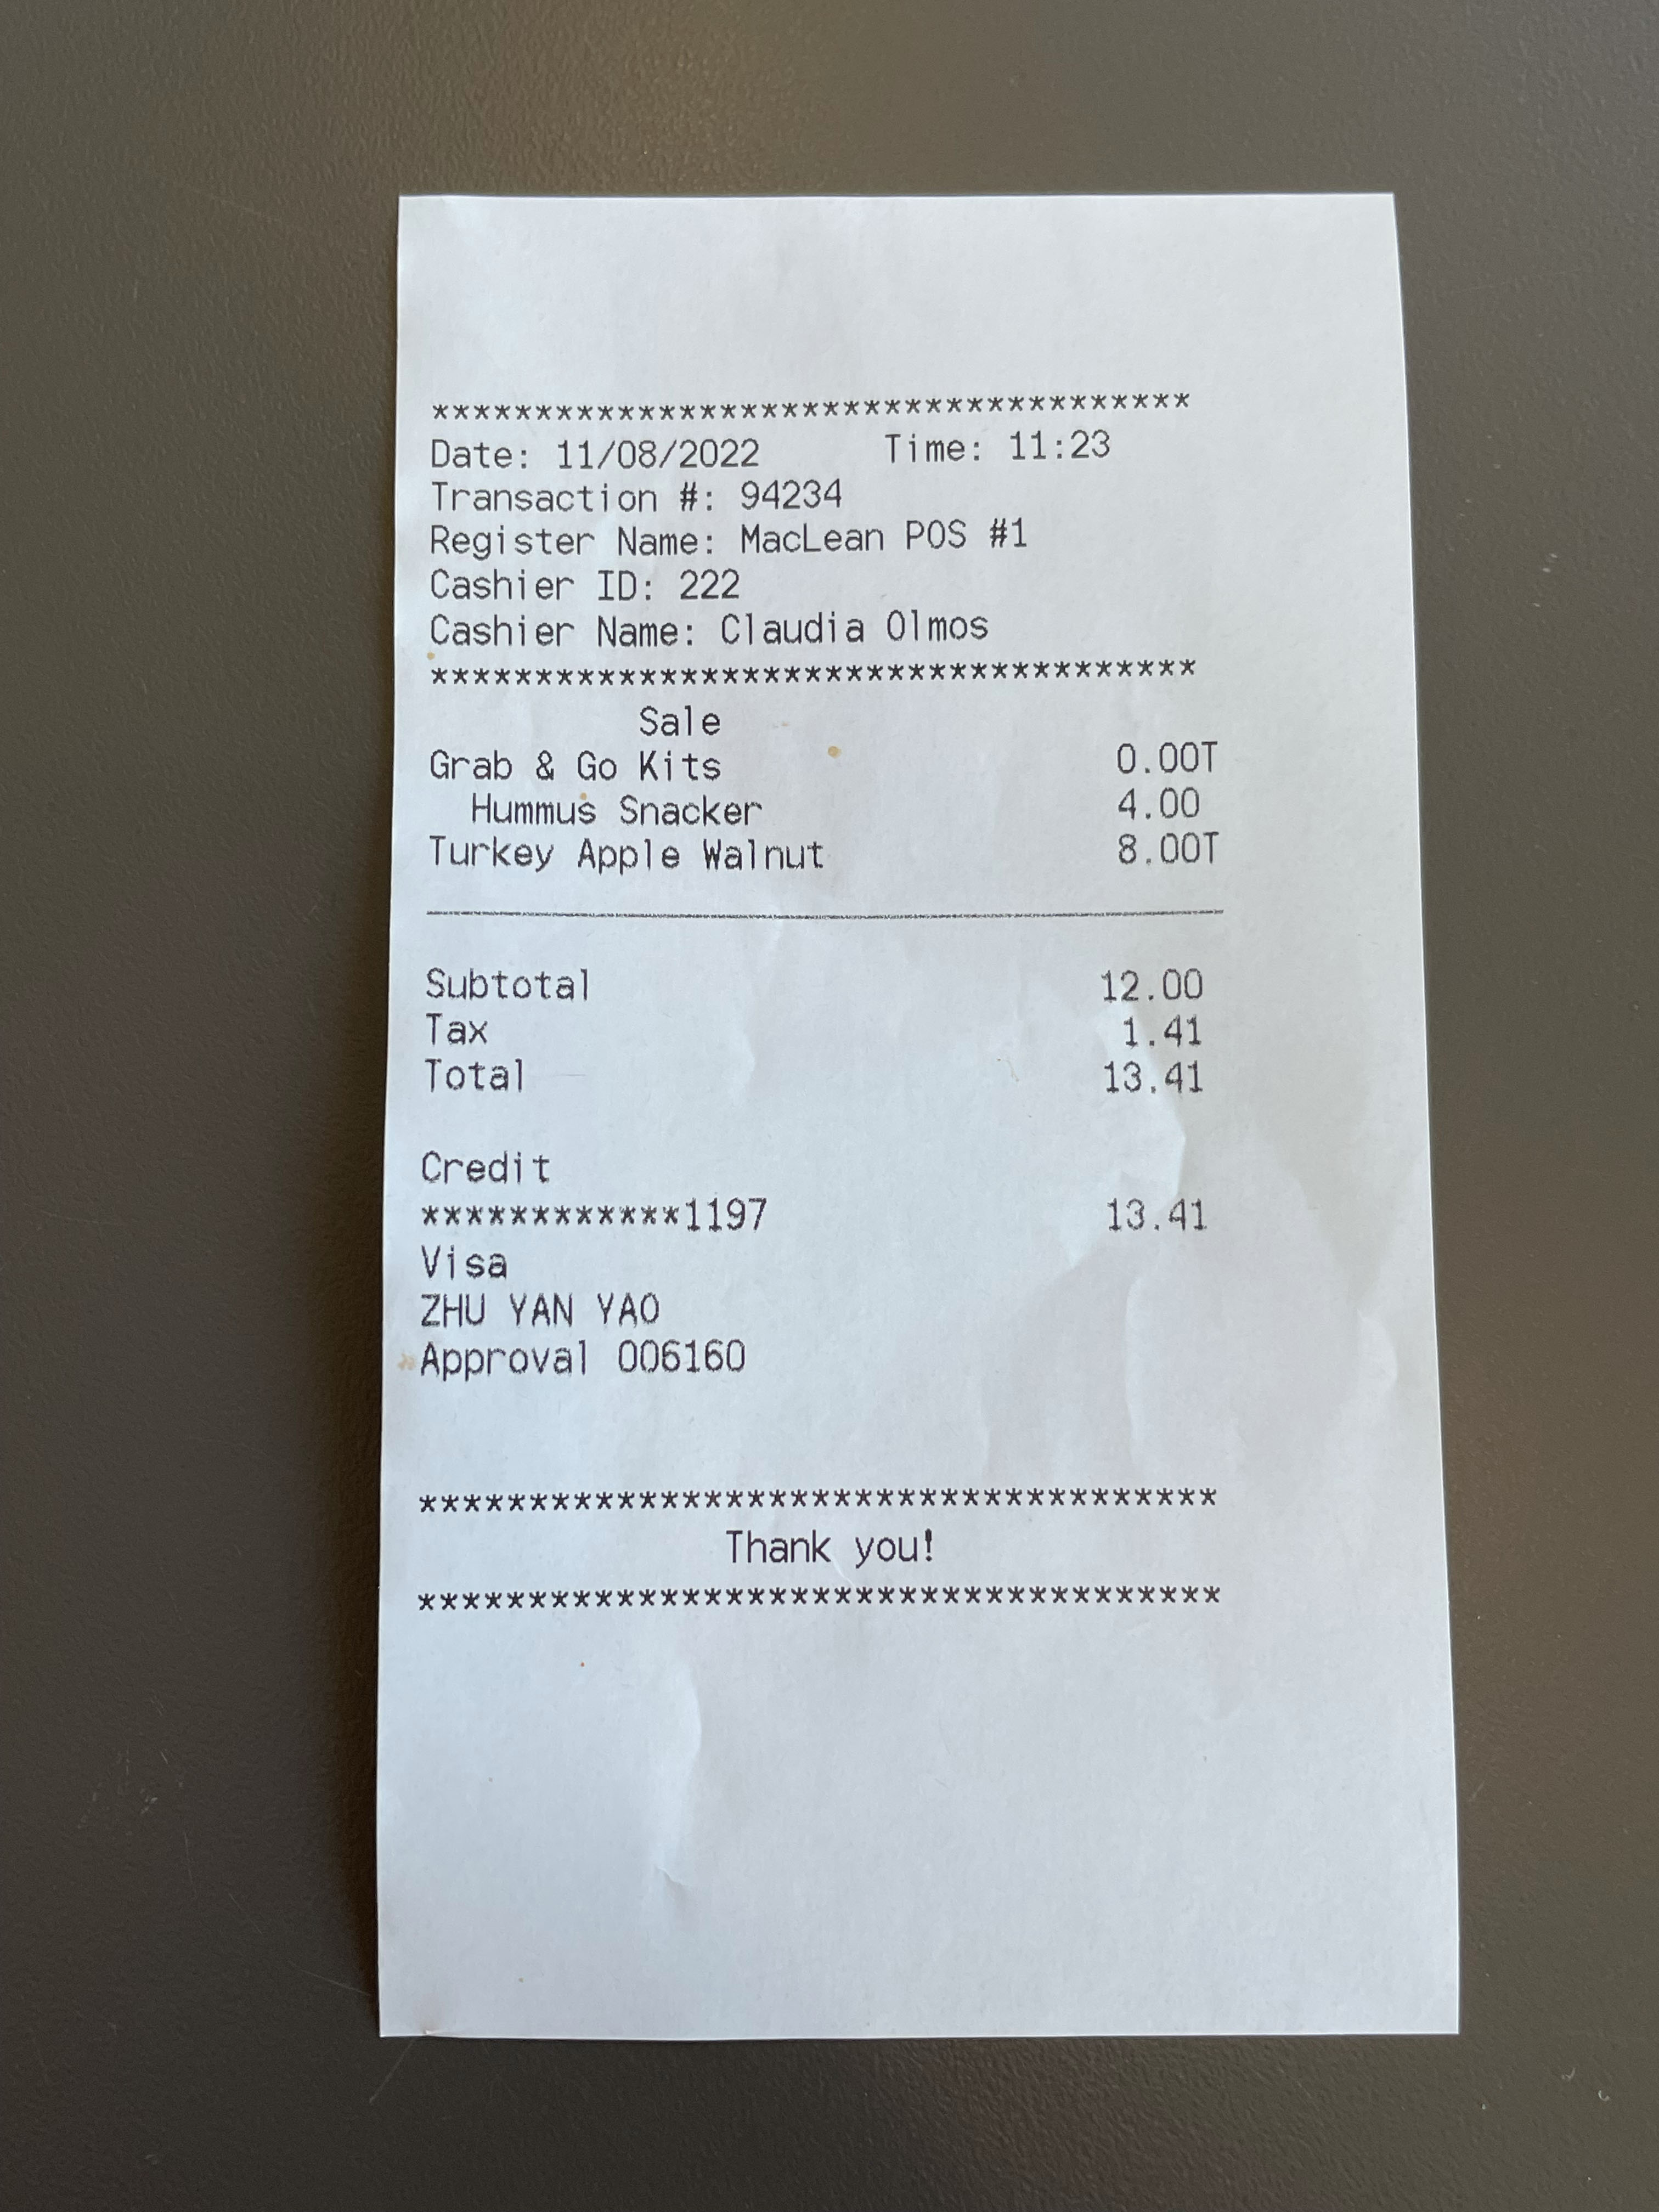 *************************************
Date: 11/08/2022 Time: 11:23
Transaction #: 94234
Register Name: MacLean POS #1
Cashier ID: 222
Cashier Name: Claudia Olmos
*************************************
Sale
Grab & Go Kits 0.00T
Hummus Snacker 4.00
Turkey Apple Walnut 8.00T
Subtotal 12.00
Tax 1.41
Total 13.41
Credit
************1197 13.41
Visa
ZHU YAN YAO
Approval 006160
*************************************
Thank you!
*************************************